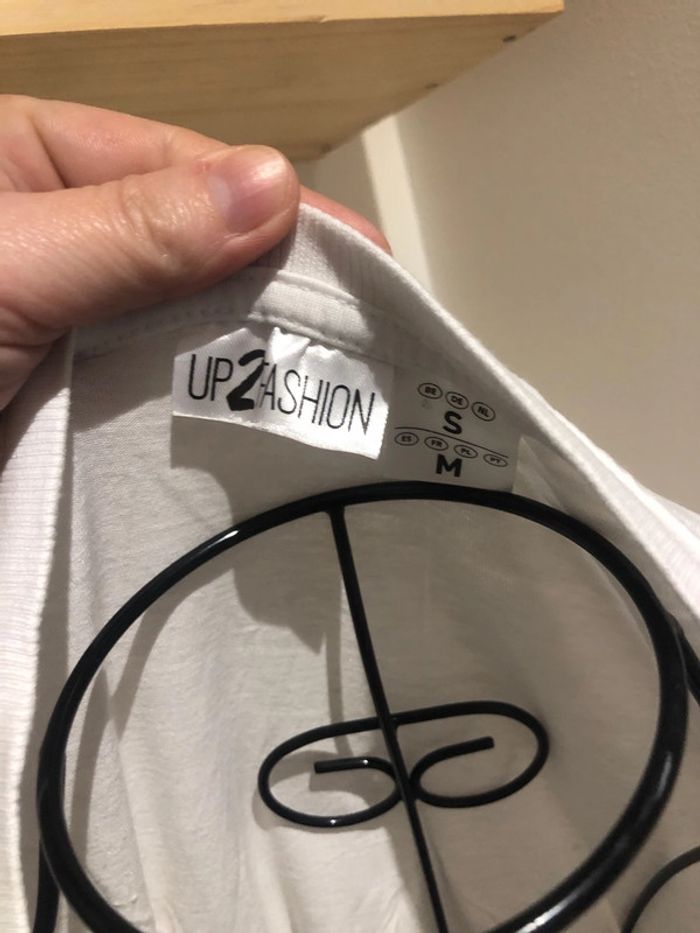 UP2FASHION
BE DE NL
S
ES FR PL PT
M